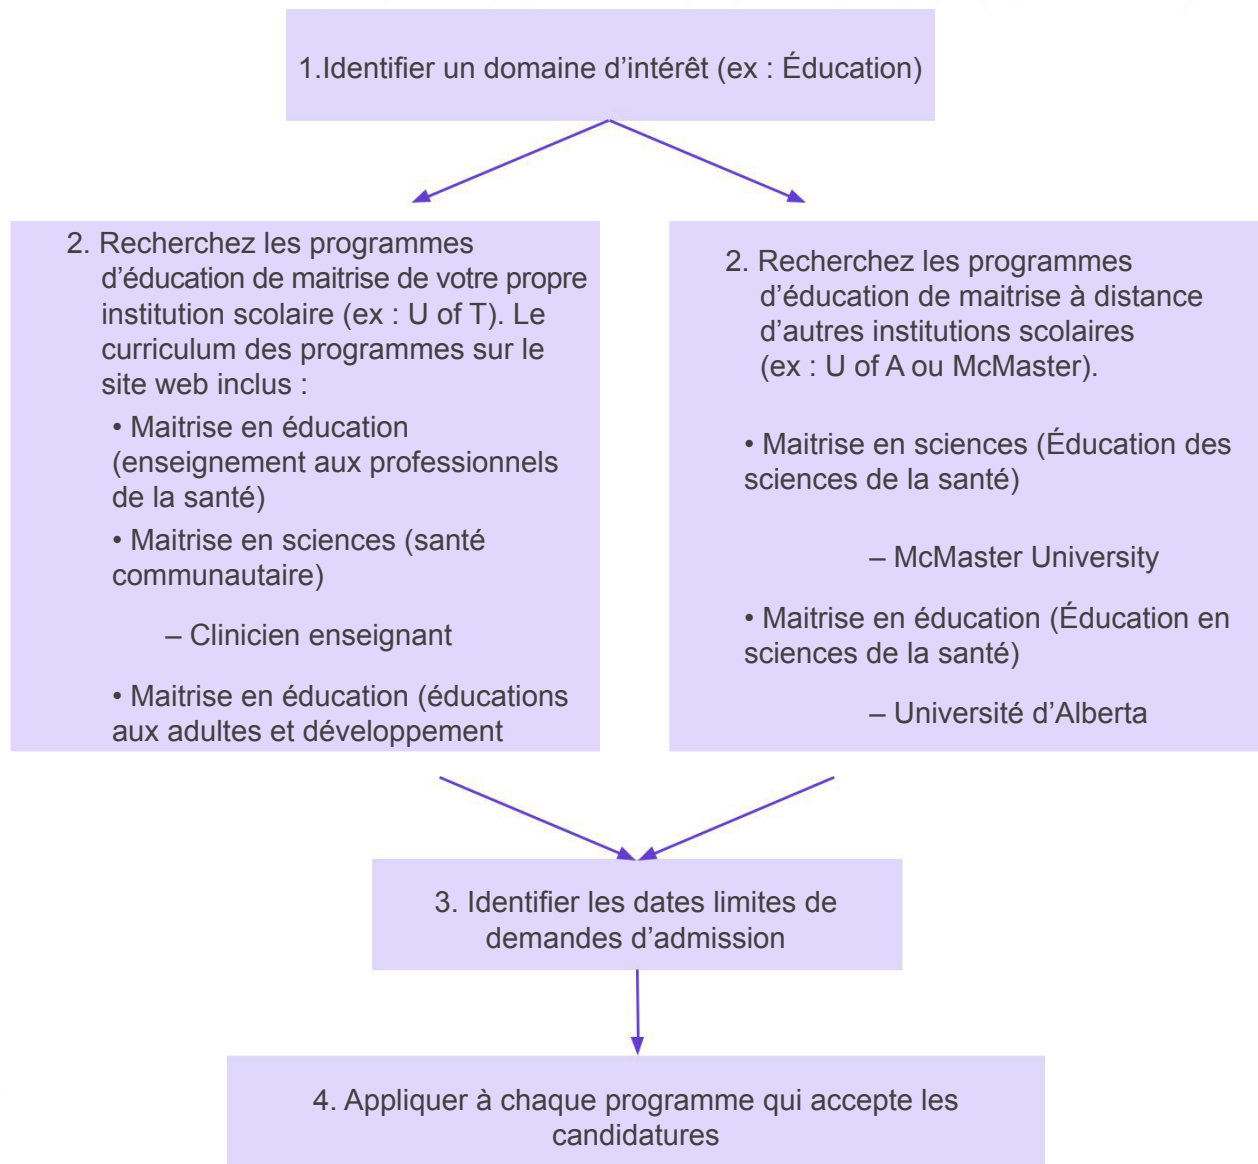 1.Identifier un domaine d’intérêt (ex : Éducation)
2. Recherchez les programmes
d’éducation de maitrise de votre propre
institution scolaire (ex : U of T). Le
curriculum des programmes sur le
site web inclus :
• Maitrise en éducation
(enseignement aux professionnels
de la santé)
• Maitrise en sciences (santé
communautaire)
– Clinicien enseignant
• Maitrise en éducation (éducations
aux adultes et développement
2. Recherchez les programmes
d’éducation de maitrise à distance
d’autres institutions scolaires
(ex : U of A ou McMaster).
• Maitrise en sciences (Éducation des
sciences de la santé)
– McMaster University
• Maitrise en éducation (Éducation en
sciences de la santé)
– Université d’Alberta
3. Identifier les dates limites de
demandes d’admission
4. Appliquer à chaque programme qui accepte les
candidatures